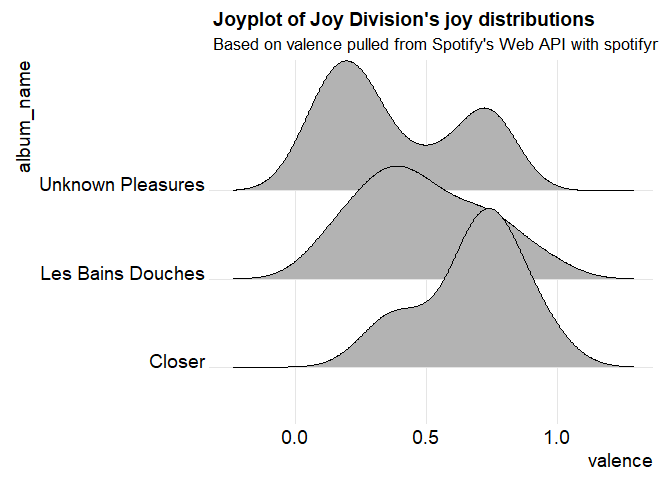 Joyplot of Joy Division's joy distributions
Based on valence pulled from Spotify's Web API with spotifyr
album_name
Unknown Pleasures
Les Bains Douches
Closer
0.0 0.5 1.0
valence